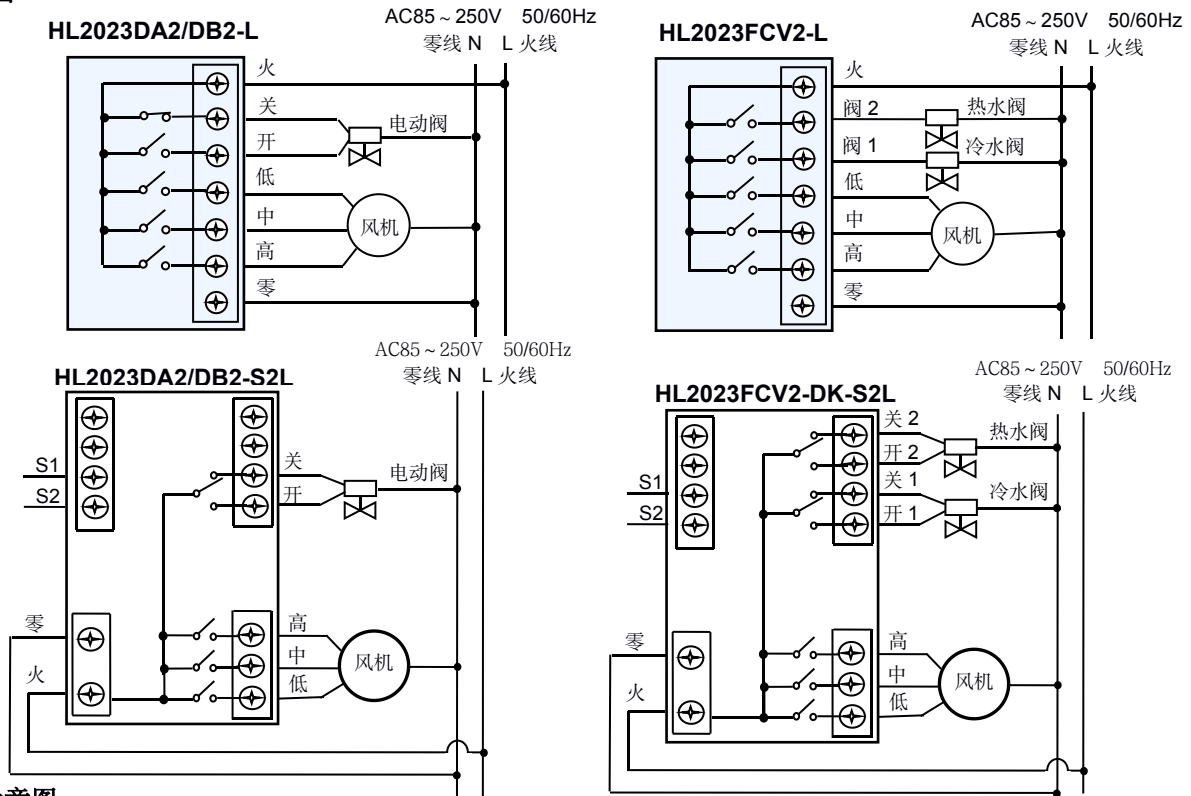 HL2023DA2/DB2-L
AC85～250V 50/60Hz
零线 N L 火线
火
关
开
电动阀
低
中
风机
高
零
HL2023FCV2-L
AC85～250V 50/60Hz
零线 N L 火线
火
阀 2
热水阀
阀 1
冷水阀
低
中
风机
高
零
HL2023DA2/DB2-S2L
AC85～250V 50/60Hz
零线 N L 火线
S1
S2
关
开
电动阀
零
火
高
中
低
风机
HL2023FCV2-DK-S2L
AC85～250V 50/60Hz
零线 N L 火线
S1
S2
关 2
开 2
热水阀
关 1
开 1
冷水阀
零
火
高
中
低
风机
意图